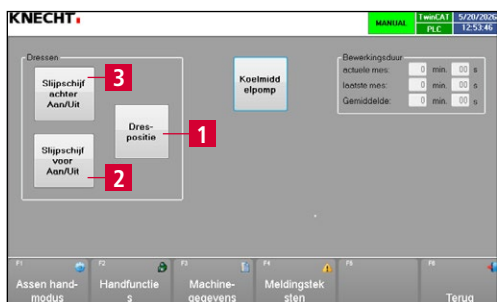 KNECHT.
MANUAL
TwinCAT
PLC
5/20/2026
12:53:46
Dressen
Slijpschijf
achter
Aan/Uit
3
Dres-
positie
1
Slijpschijf
voor
Aan/Uit
2
Koelmidd
elpomp
Bewerkingsduur
actuele mes: 0 min. 00 s
laatste mes: 0 min. 00 s
Gemiddelde: 0 min. 00 s
F1
Assen hand-
modus
F2
Handfunctie
s
F3
Machine-
gegevens
F4
Meldingstek
sten
F5
F6
Terug